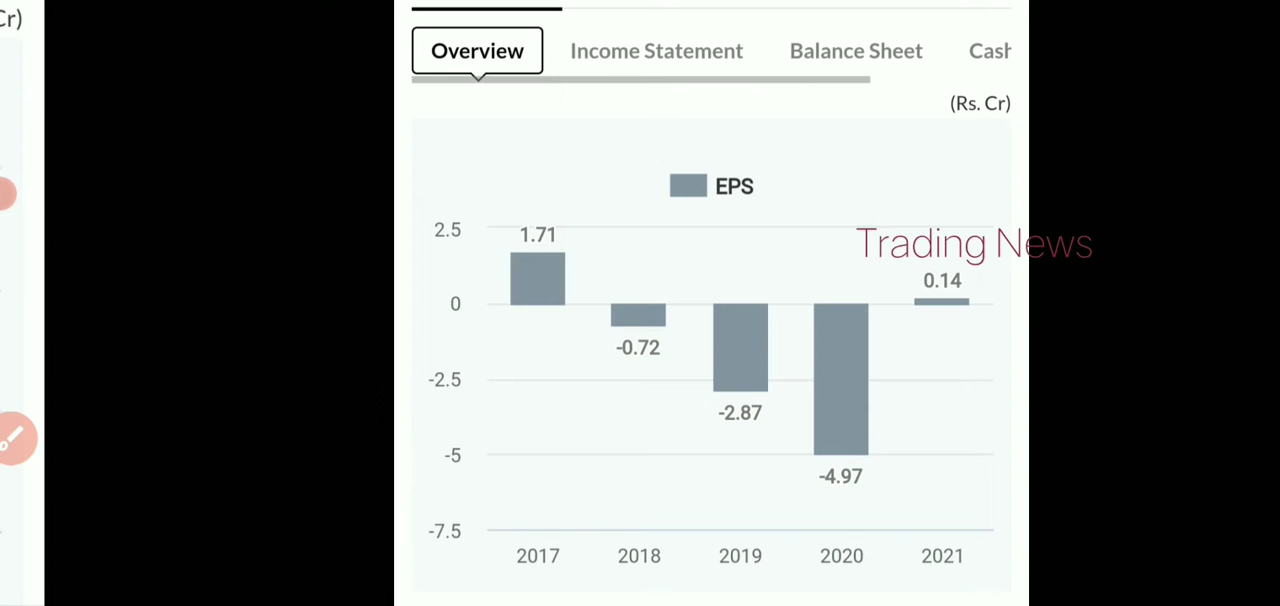 Cr)
Overview Income Statement Balance Sheet Cash
(Rs. Cr)
EPS
2.5
1.71
Trading News
0.14
0
-0.72
-2.5
-2.87
-5
-4.97
-7.5
2017 2018 2019 2020 2021